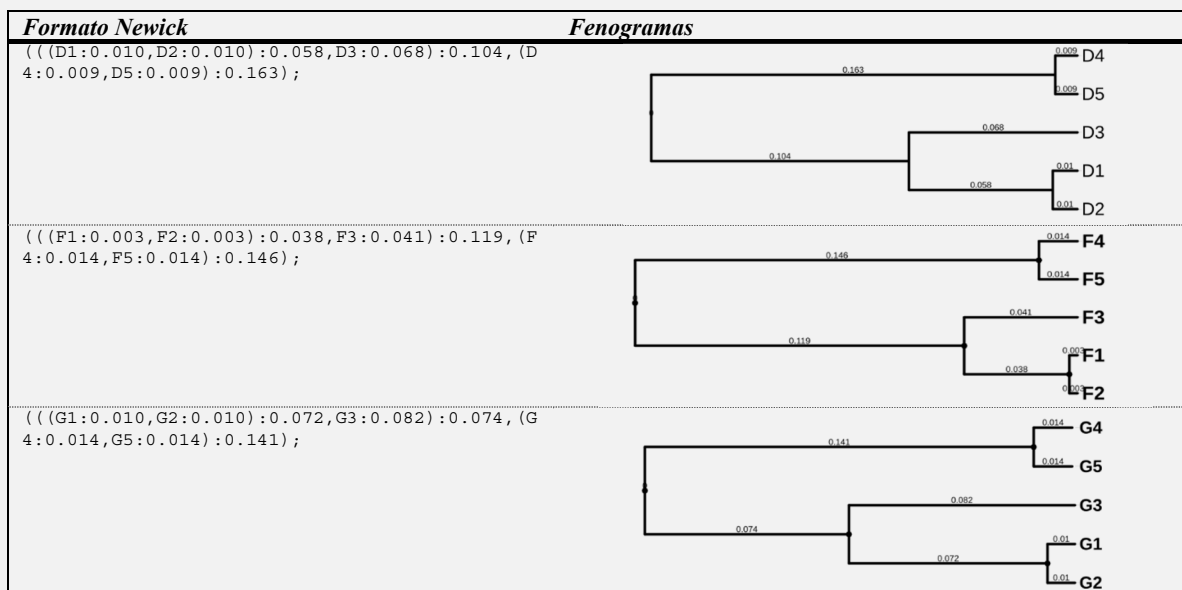 Formato Newick Fenogramas
(((D1:0.010,D2:0.010):0.058,D3:0.068):0.104,(D
4:0.009,D5:0.009):0.163);
0.009 D4
0.163
0.009 D5
0.068 D3
0.104
0.01 D1
0.058
0.01 D2
(((F1:0.003,F2:0.003):0.038,F3:0.041):0.119,(F
4:0.014,F5:0.014):0.146);
0.014 F4
0.146
0.014 F5
0.041 F3
0.119
0.003 F1
0.038
0.003 F2
(((G1:0.010,G2:0.010):0.072,G3:0.082):0.074,(G
4:0.014,G5:0.014):0.141);
0.014 G4
0.141
0.014 G5
0.082 G3
0.074
0.01 G1
0.072
0.01 G2